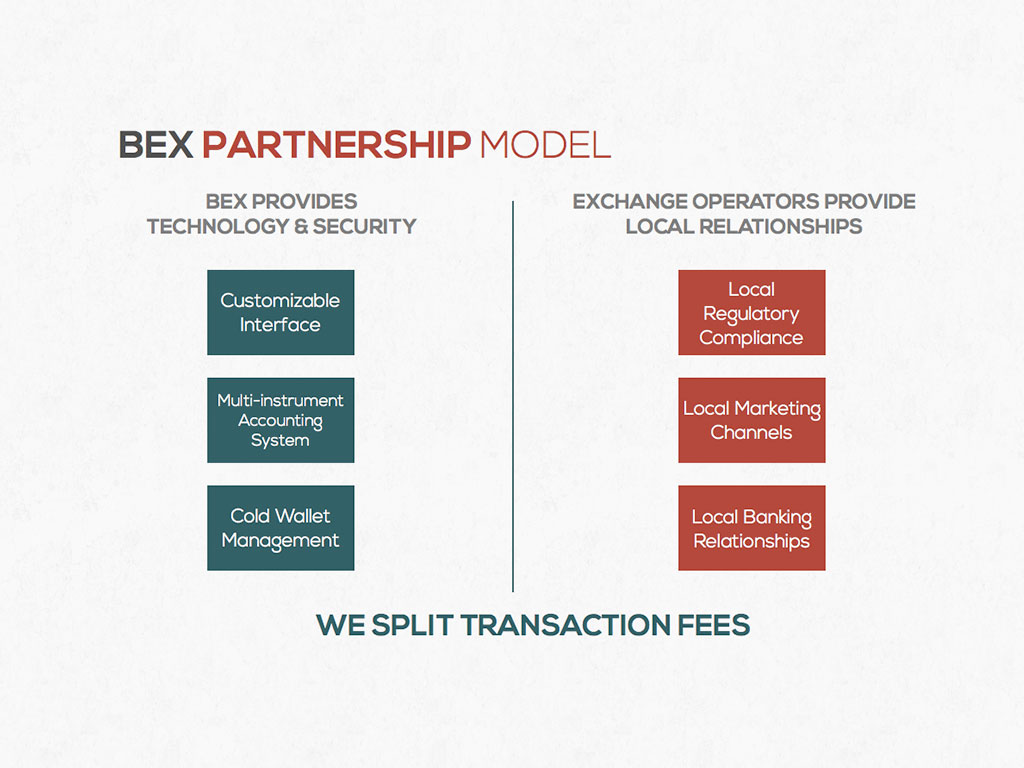 BEX PARTNERSHIP MODEL
BEX PROVIDES
TECHNOLOGY & SECURITY
Customizable
Interface
Multi-instrument
Accounting
System
Cold Wallet
Management
EXCHANGE OPERATORS PROVIDE
LOCAL RELATIONSHIPS
Local
Regulatory
Compliance
Local Marketing
Channels
Local Banking
Relationships
WE SPLIT TRANSACTION FEES